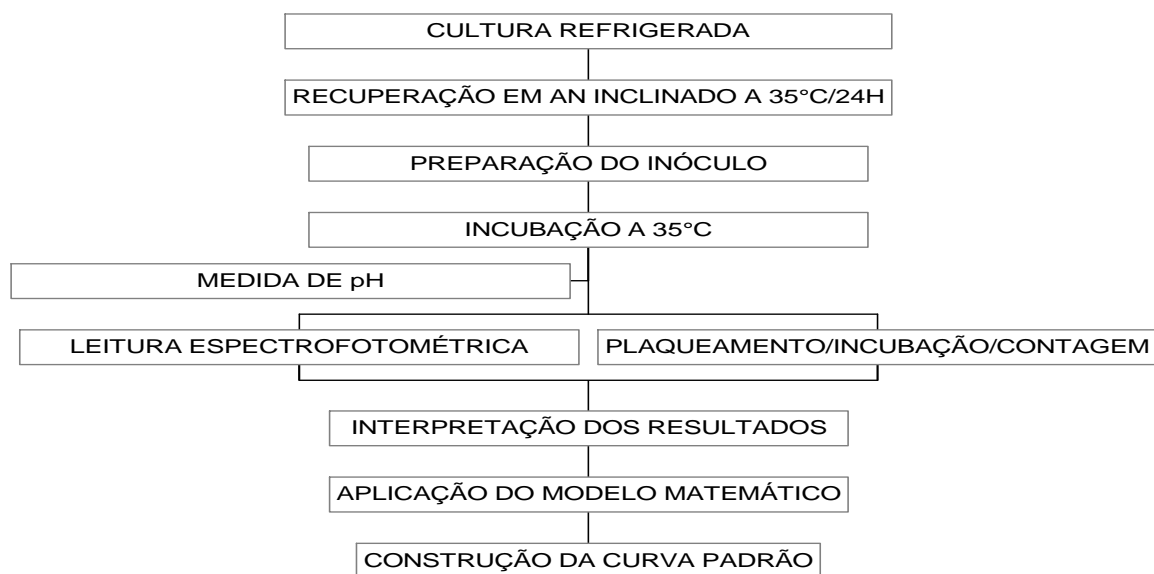 CULTURA REFRIGERADA
RECUPERAÇÃO EM AN INCLINADO A 35°C/24H
PREPARAÇÃO DO INÓCULO
INCUBAÇÃO A 35°C
MEDIDA DE pH
LEITURA ESPECTROFOTOMÉTRICA
PLAQUEAMENTO/INCUBAÇÃO/CONTAGEM
INTERPRETAÇÃO DOS RESULTADOS
APLICAÇÃO DO MODELO MATEMÁTICO
CONSTRUÇÃO DA CURVA PADRÃO